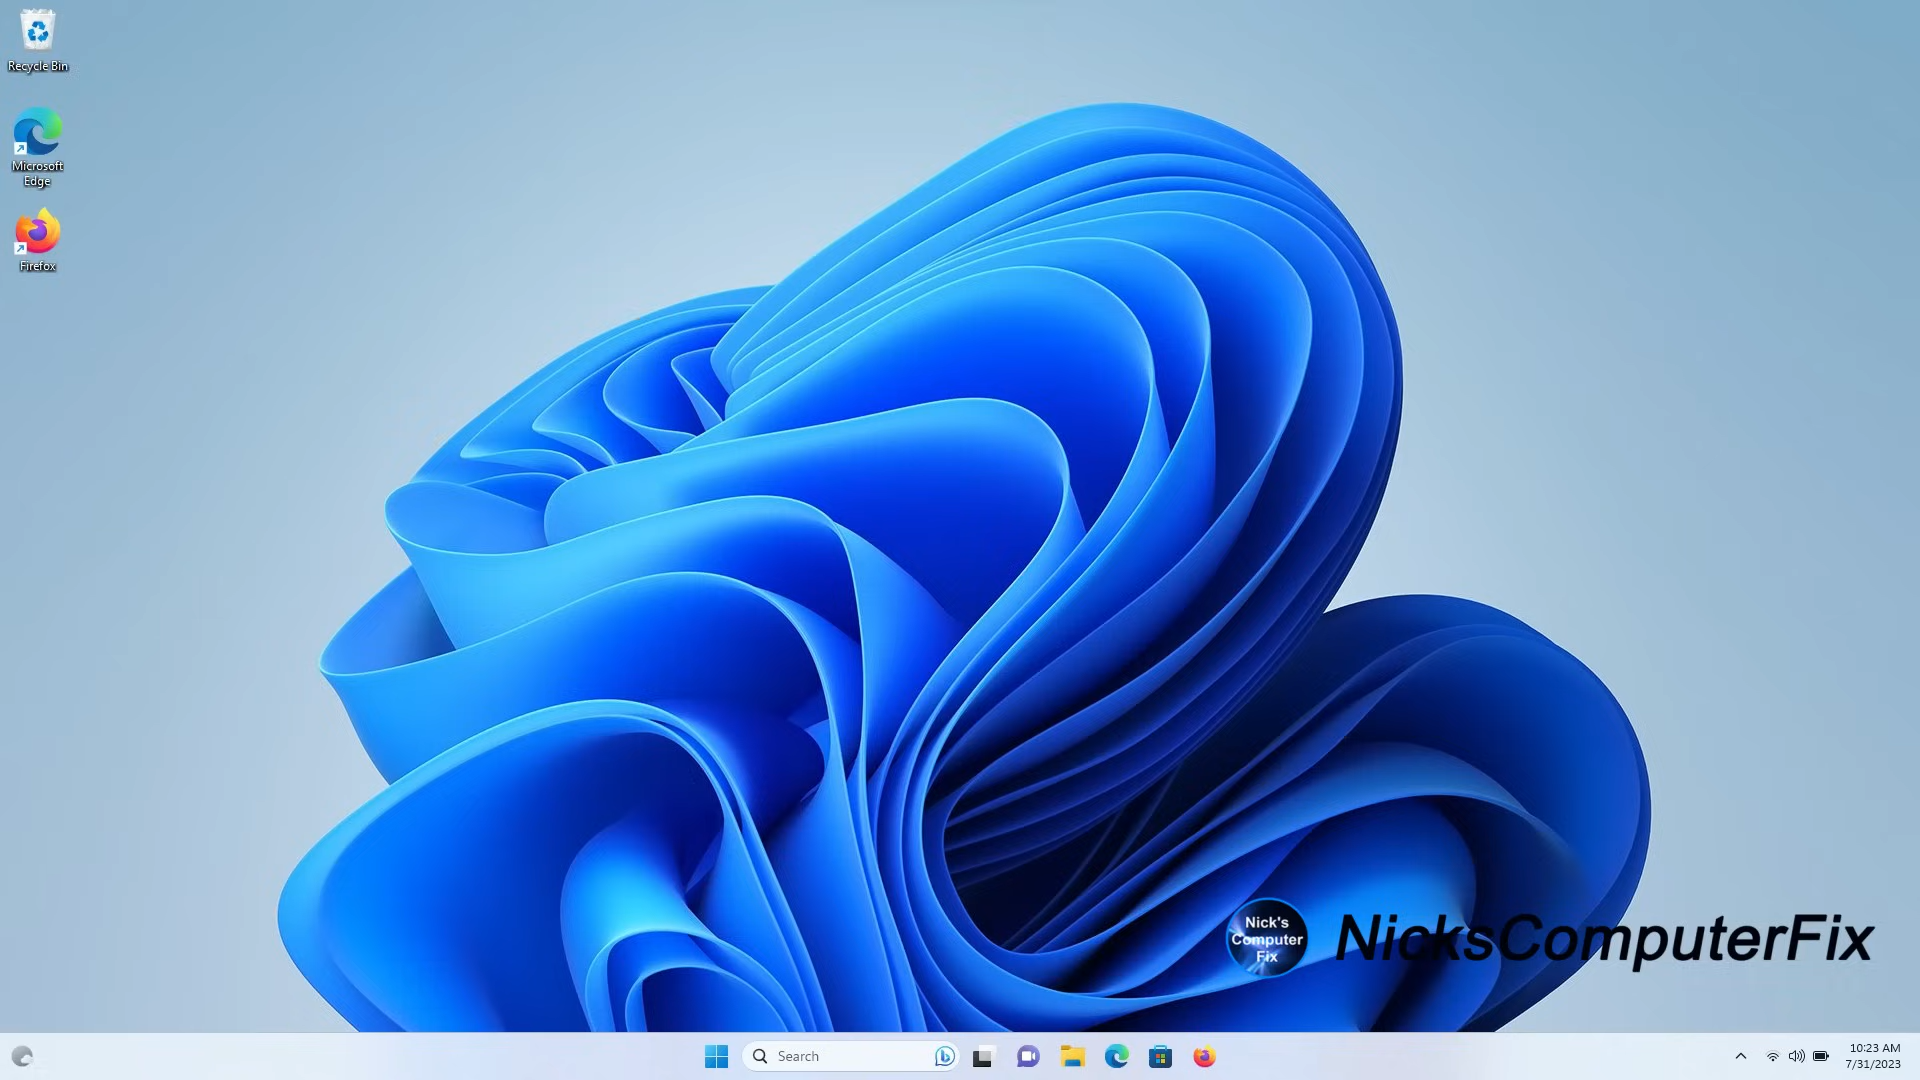 Recycle Bin
Microsoft
Edge
Firefox
Nick's
Computer
Fix
NicksComputerFix
Search
10:23 AM
7/31/2023